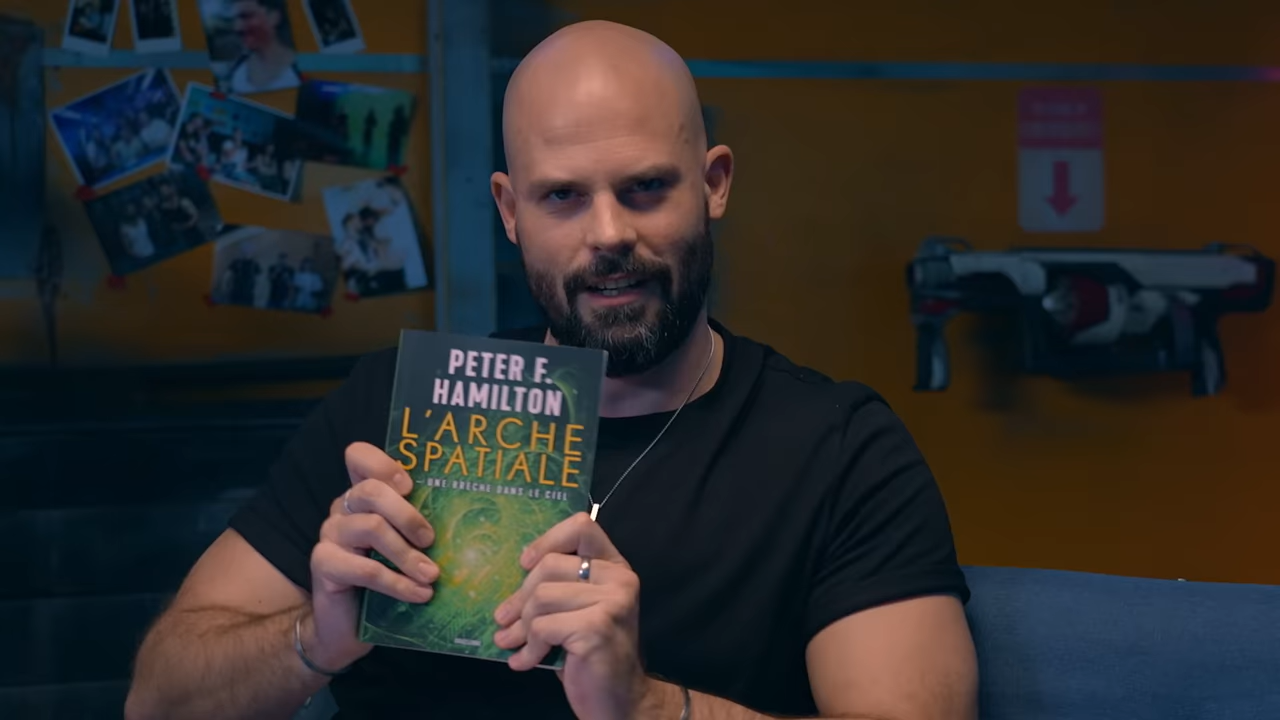 PETER F.
HAMILTON
L'ARCHE
SPATIALE
— UNE BRÈCHE DANS LE CIEL